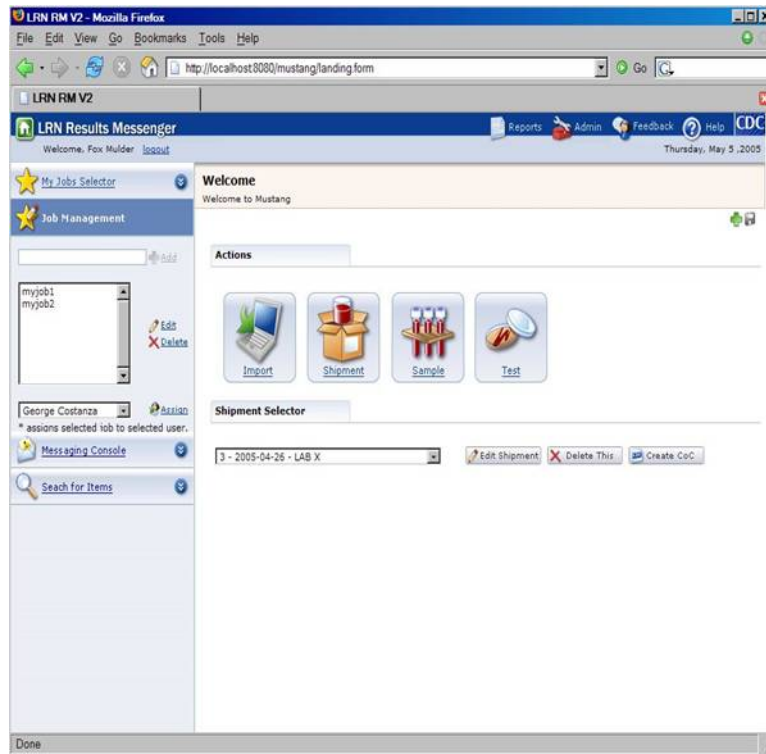 LRN RM V2 - Mozilla Firefox
File Edit View Go Bookmarks Tools Help
http://localhost:8080/mustang/landing.form
Go
LRN RM V2
LRN Results Messenger
Reports Admin Feedback Help CDC
Welcome, Fox Mulder logout
Thursday, May 5 ,2005
My Jobs Selector
Welcome
Welcome to Mustang
Job Management
Add
Actions
myjob1
myjob2
Edit
Delete
Import Shipment Sample Test
George Costanza
Assign
* assigns selected job to selected user.
Shipment Selector
Messaging Console
3 - 2005-04-26 - LAB X
Edit Shipment Delete This Create CoC
Seach for Items
Done